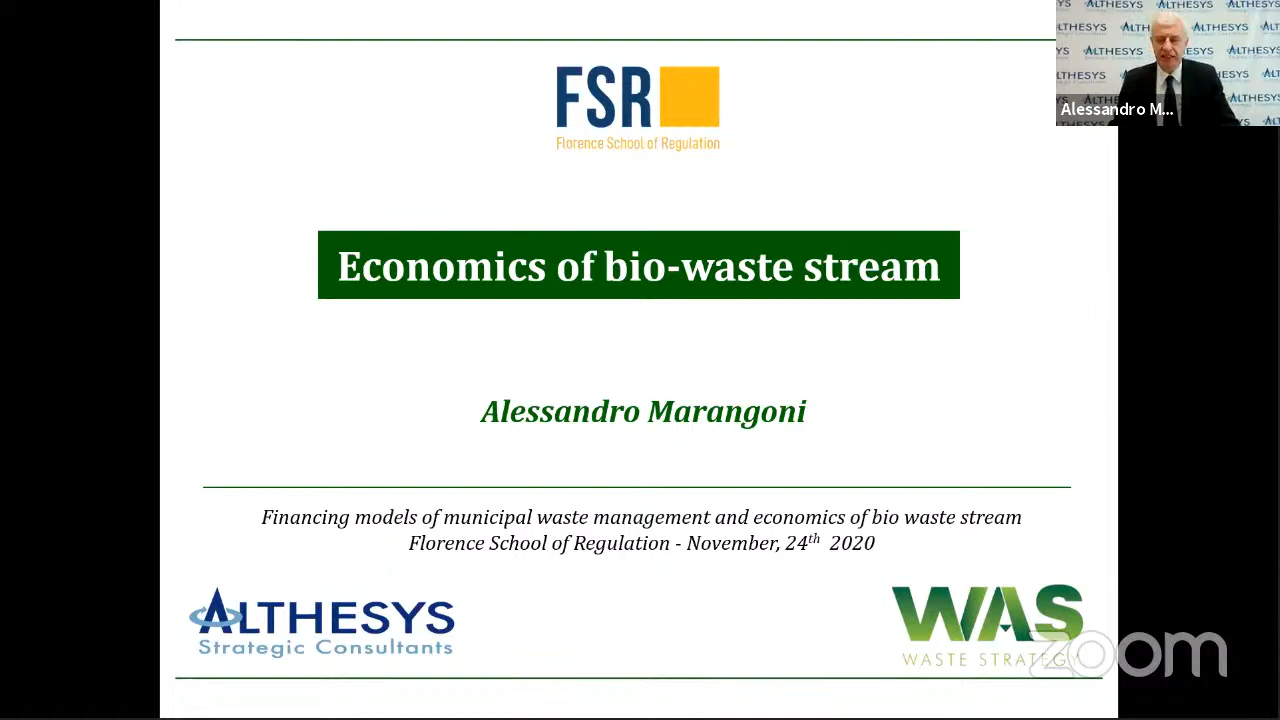 FSR
Florence School of Regulation
ALTHESYS
Alessandro M...
Economics of bio-waste stream
Alessandro Marangoni
Financing models of municipal waste management and economics of bio waste stream
Florence School of Regulation - November, 24th 2020
ALTHESYS
Strategic Consultants
WAS
WASTE STRATEGY
zoom